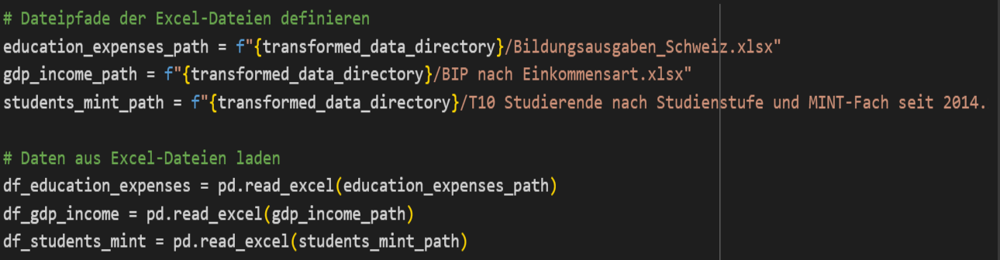 # Dateipfade der Excel-Dateien definieren
education_expenses_path = f"{transformed_data_directory}/Bildungsausgaben_Schweiz.xlsx"
gdp_income_path = f"{transformed_data_directory}/BIP nach Einkommensart.xlsx"
students_mint_path = f"{transformed_data_directory}/T10 Studierende nach Studienstufe und MINT-Fach seit 2014.
# Daten aus Excel-Dateien laden
df_education_expenses = pd.read_excel(education_expenses_path)
df_gdp_income = pd.read_excel(gdp_income_path)
df_students_mint = pd.read_excel(students_mint_path)